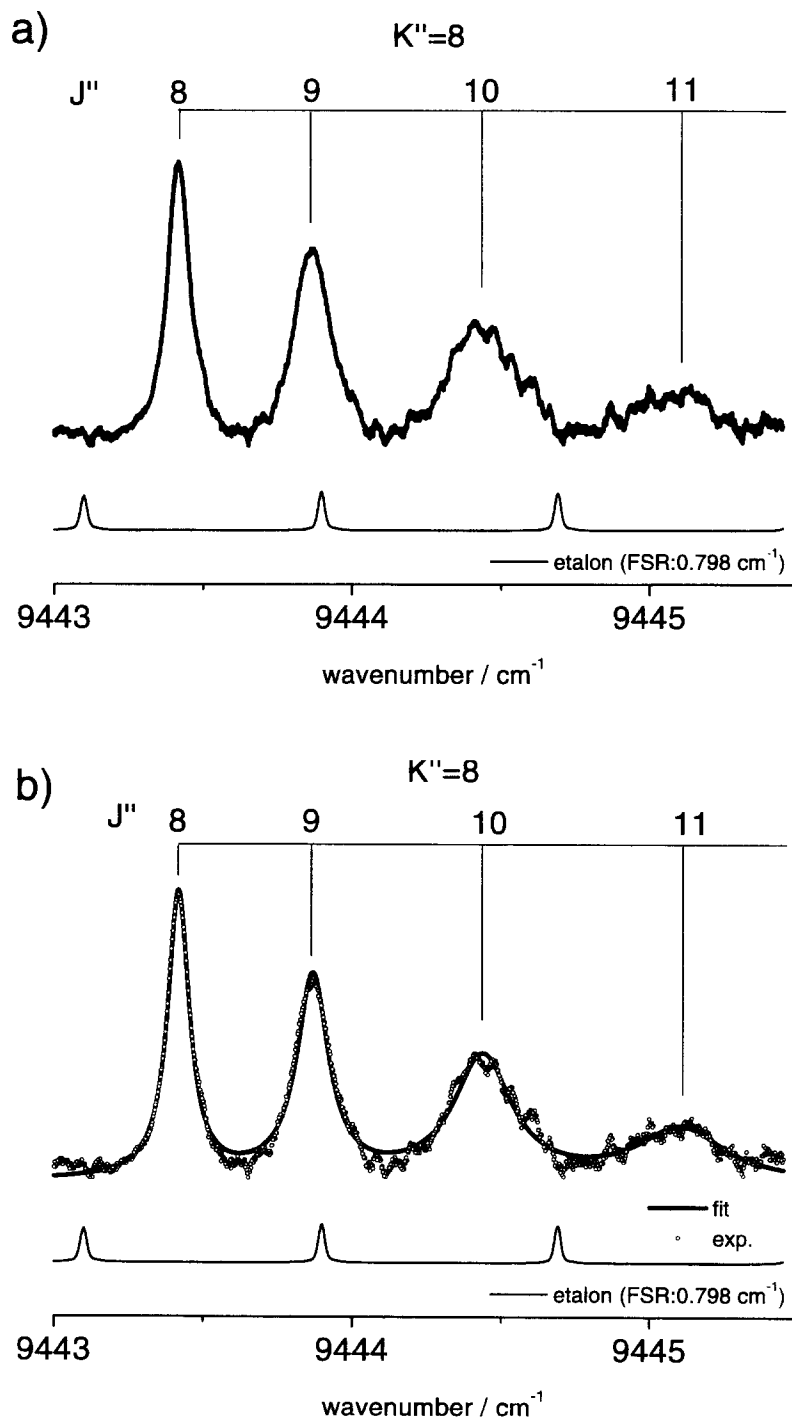 a)
K"=8
J" 8 9 10 11
etalon (FSR:0.798 cm⁻¹)
9443 9444 9445
wavenumber / cm⁻¹
b)
K"=8
J" 8 9 10 11
fit
exp.
etalon (FSR:0.798 cm⁻¹)
9443 9444 9445
wavenumber / cm⁻¹